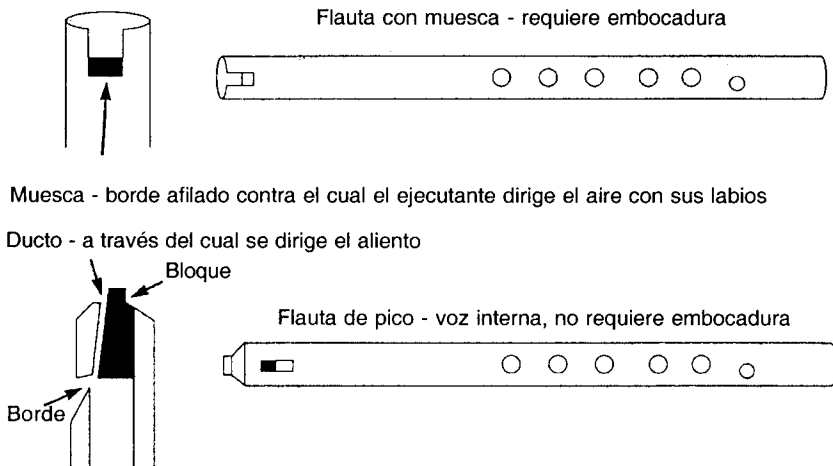 Flauta con muesca - requiere embocadura
Muesca - borde afilado contra el cual el ejecutante dirige el aire con sus labios
Ducto - a través del cual se dirige el aliento
Bloque
Flauta de pico - voz interna, no requiere embocadura
Borde